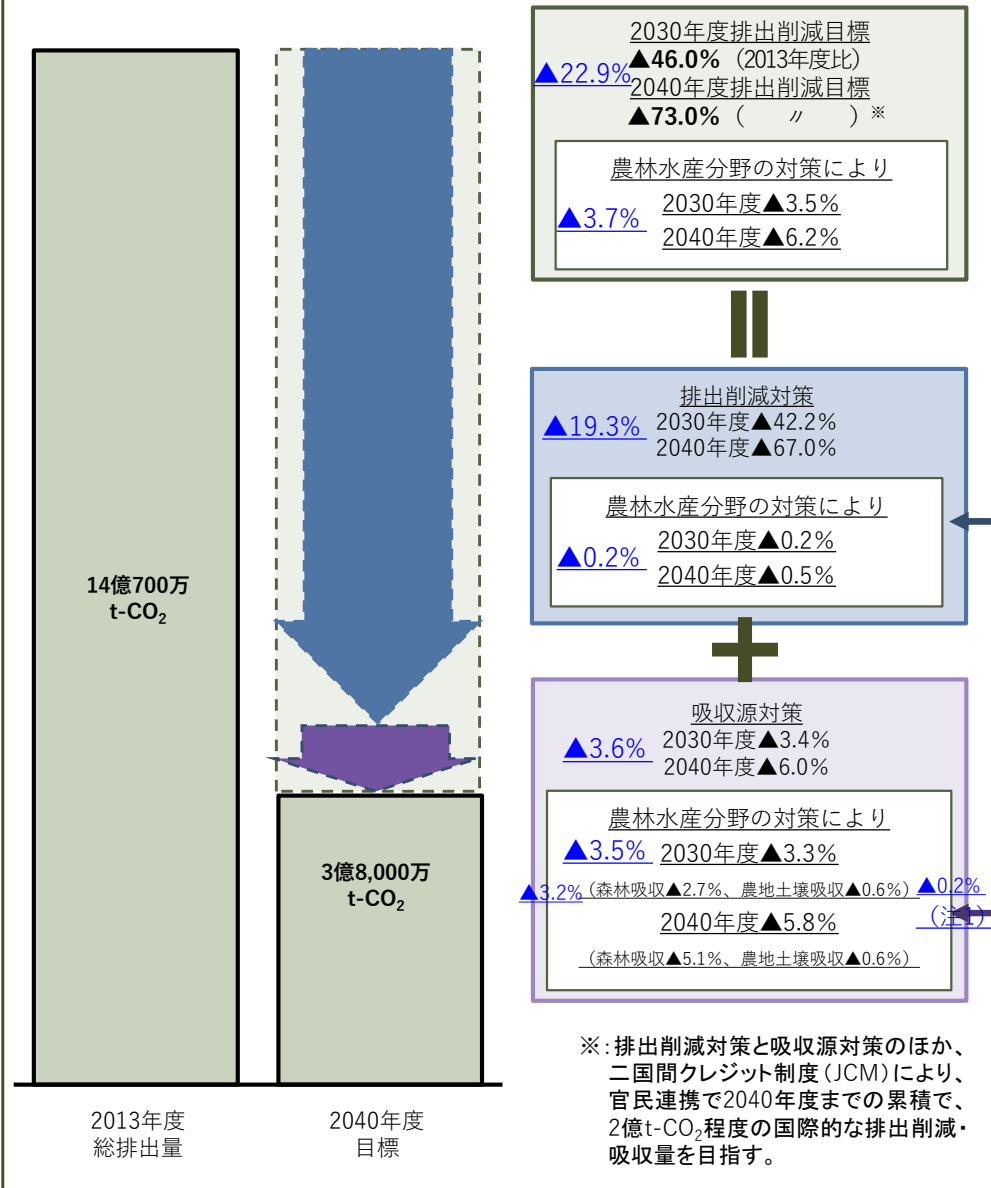 2030年度排出削減目標
▲46.0%（2013年度比）
▲22.9%
2040年度排出削減目標
▲73.0%（　〃　）※
農林水産分野の対策により
2030年度▲3.5%
▲3.7%
2040年度▲6.2%
排出削減対策
▲19.3%
2030年度▲42.2%
2040年度▲67.0%
農林水産分野の対策により
2030年度▲0.2%
▲0.2%
2040年度▲0.5%
吸収源対策
▲3.6%
2030年度▲3.4%
2040年度▲6.0%
農林水産分野の対策により
▲3.5% 2030年度▲3.3%
▲3.2%（森林吸収▲2.7%、農地土壌吸収▲0.6%）▲0.2%
（注1）
2040年度▲5.8%
（森林吸収▲5.1%、農地土壌吸収▲0.6%）
14億700万
t-CO₂
3億8,000万
t-CO₂
2013年度
総排出量
2040年度
目標
※：排出削減対策と吸収源対策のほか、
二国間クレジット制度(JCM)により、
官民連携で2040年度までの累積で、
2億t-CO₂程度の国際的な排出削減・
吸収量を目指す。